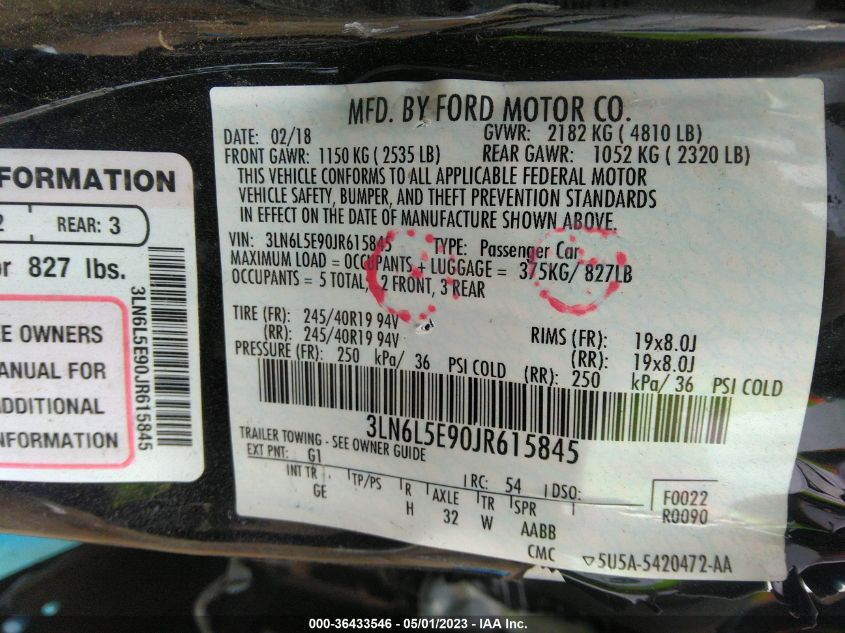 FORMATION
2 REAR: 3
or 827 lbs.
E OWNERS
ANUAL FOR
ADDITIONAL
3LN6L5E90JR615845
MFD. BY FORD MOTOR CO.
DATE: 02/18 GVWR: 2182 KG ( 4810 LB)
FRONT GAWR: 1150 KG ( 2535 LB) REAR GAWR: 1052 KG ( 2320 LB)
THIS VEHICLE CONFORMS TO ALL APPLICABLE FEDERAL MOTOR
VEHICLE SAFETY, BUMPER, AND THEFT PREVENTION STANDARDS
IN EFFECT ON THE DATE OF MANUFACTURE SHOWN ABOVE.
VIN: 3LN6L5E90JR615845 TYPE: Passenger Car
MAXIMUM LOAD = OCCUPANTS + LUGGAGE = 375KG/ 827LB
OCCUPANTS = 5 TOTAL, 2 FRONT, 3 REAR
TIRE (FR): 245/40R19 94V RIMS (FR): 19x8.0J
(RR): 245/40R19 94V (RR): 19x8.0J
PRESSURE (FR): 250 kPa/ 36 PSI COLD (RR): 250 kPa/ 36 PSI COLD
3LN6L5E90JR615845
TRAILER TOWING - SEE OWNER GUIDE
EXT PNT: G1 RC: 54 DSO:
INT TR TP/PS R AXLE TR SPR F0022
GE H 32 W AABB R0090
CMC 5U5A-5420472-AA
000-36433546 - 05/01/2023 - IAA Inc.